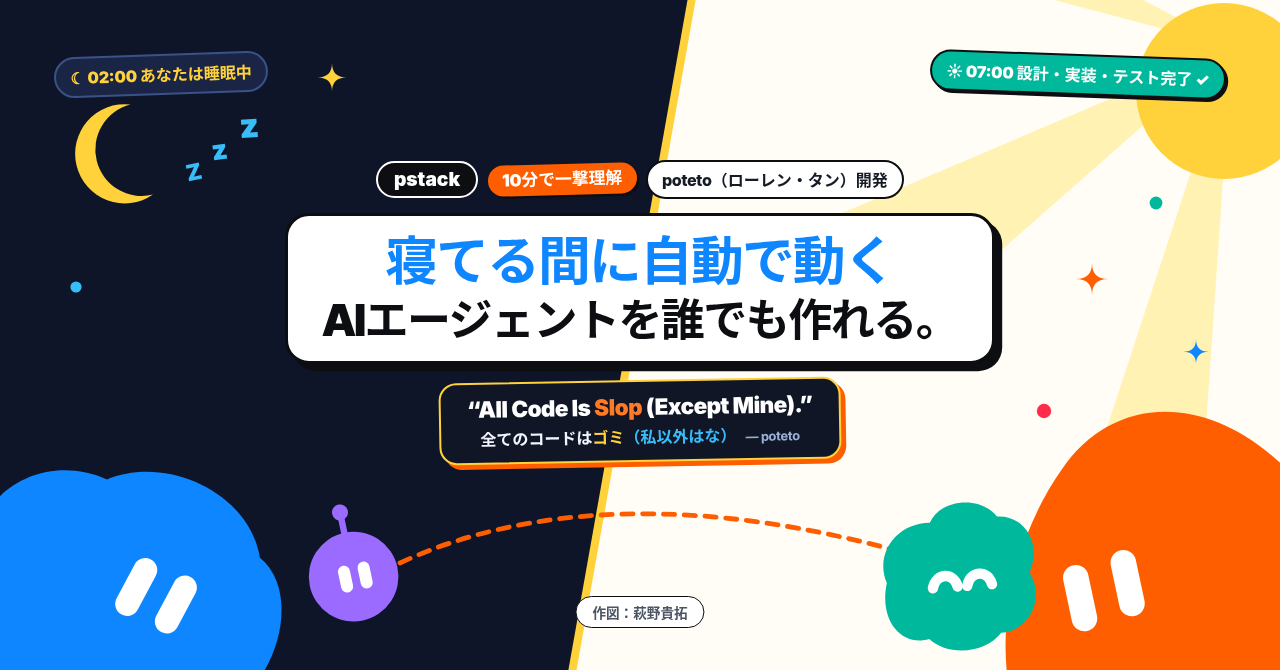 ☾ 02:00 あなたは睡眠中
☀ 07:00 設計・実装・テスト完了 ✓
z z z
pstack
10分で一撃理解
poteto（ローレン・タン）開発
寝てる間に自動で動く
AIエージェントを誰でも作れる。
“All Code Is Slop (Except Mine).”
全てのコードはゴミ（私以外はな） — poteto
作図：萩野貴拓